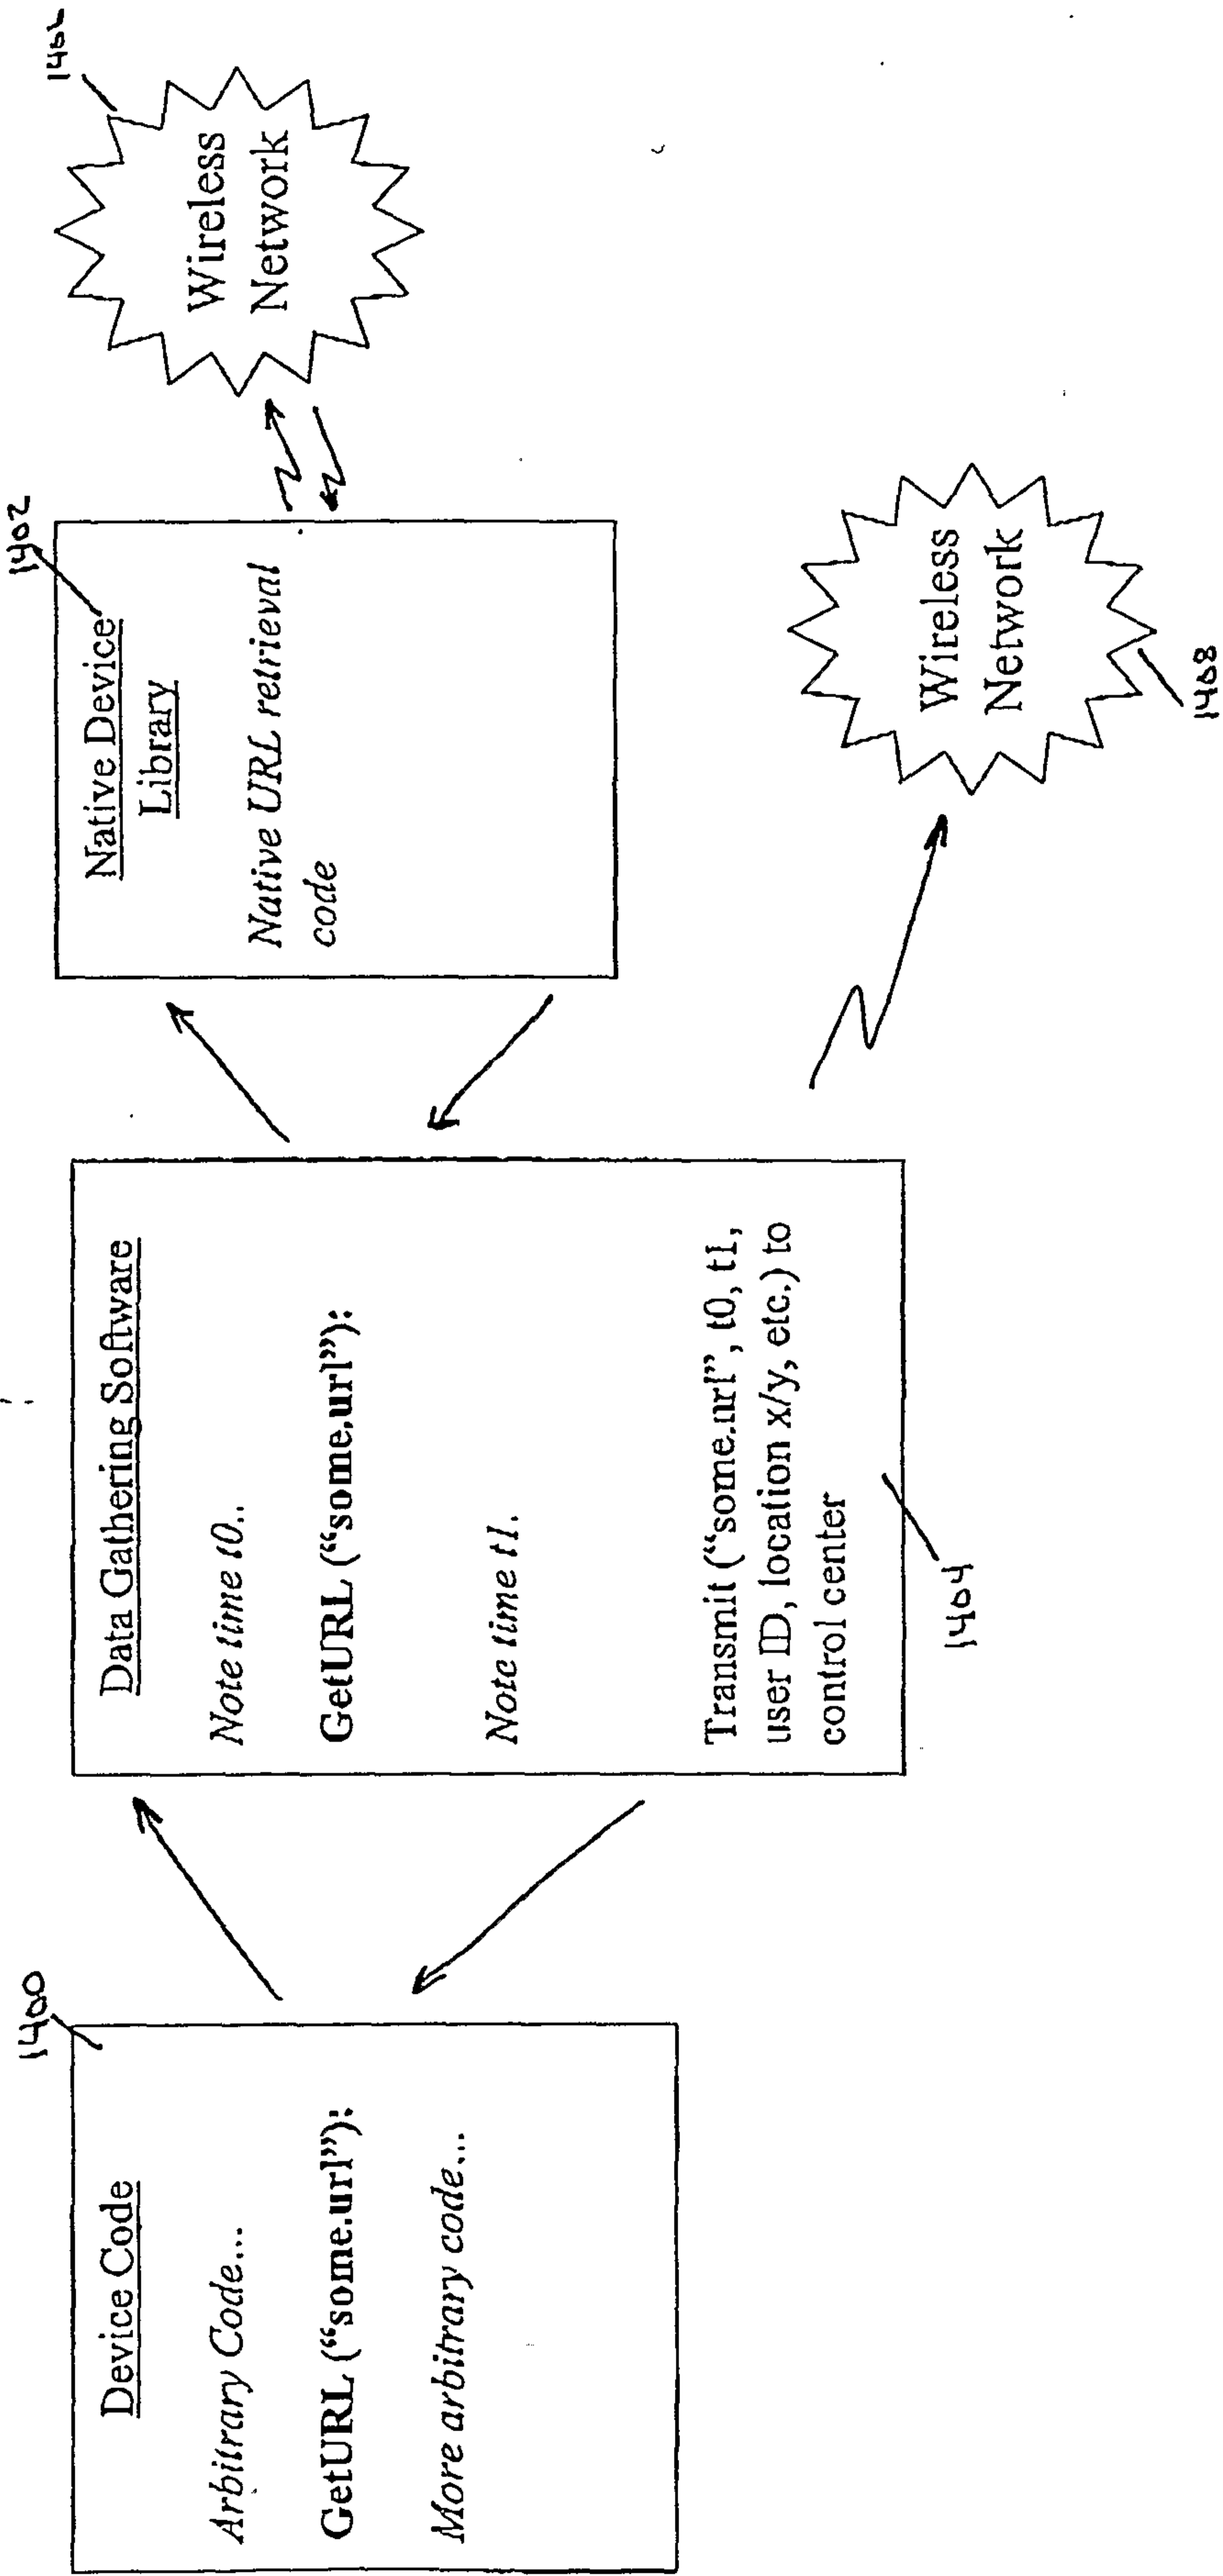 1400
Device Code
Arbitrary Code...
GetURL (“some.url”):
More arbitrary code...
Data Gathering Software
Note time t0..
GetURL (“some.url”):
Note time t1.
Transmit (“some.url”, t0, t1,
user ID, location x/y, etc.) to
control center
1404
1402
Native Device
Library
Native URL retrieval
code
Wireless
Network
Wireless
Network
1408